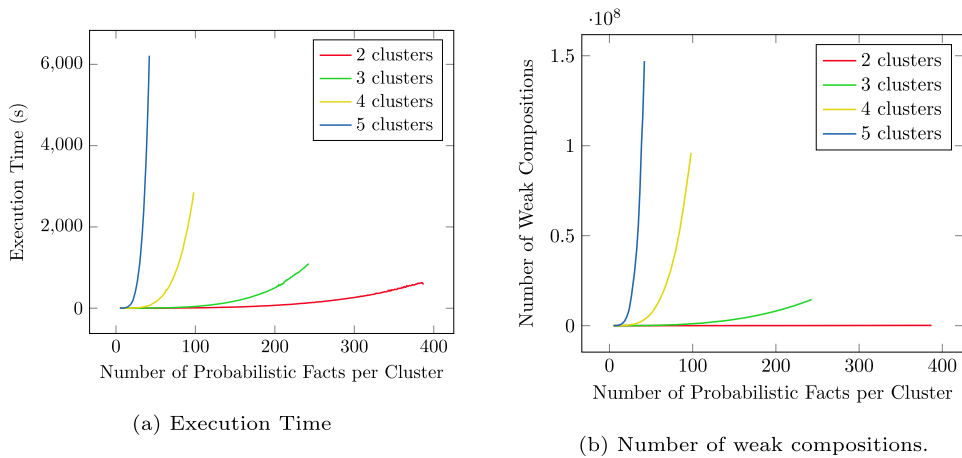 2 clusters
3 clusters
4 clusters
5 clusters
6,000
4,000
2,000
0
Execution Time (s)
0 100 200 300 400
Number of Probabilistic Facts per Cluster
(a) Execution Time
·10⁸
2 clusters
3 clusters
4 clusters
5 clusters
1.5
1
0.5
0
Number of Weak Compositions
0 100 200 300 400
Number of Probabilistic Facts per Cluster
(b) Number of weak compositions.